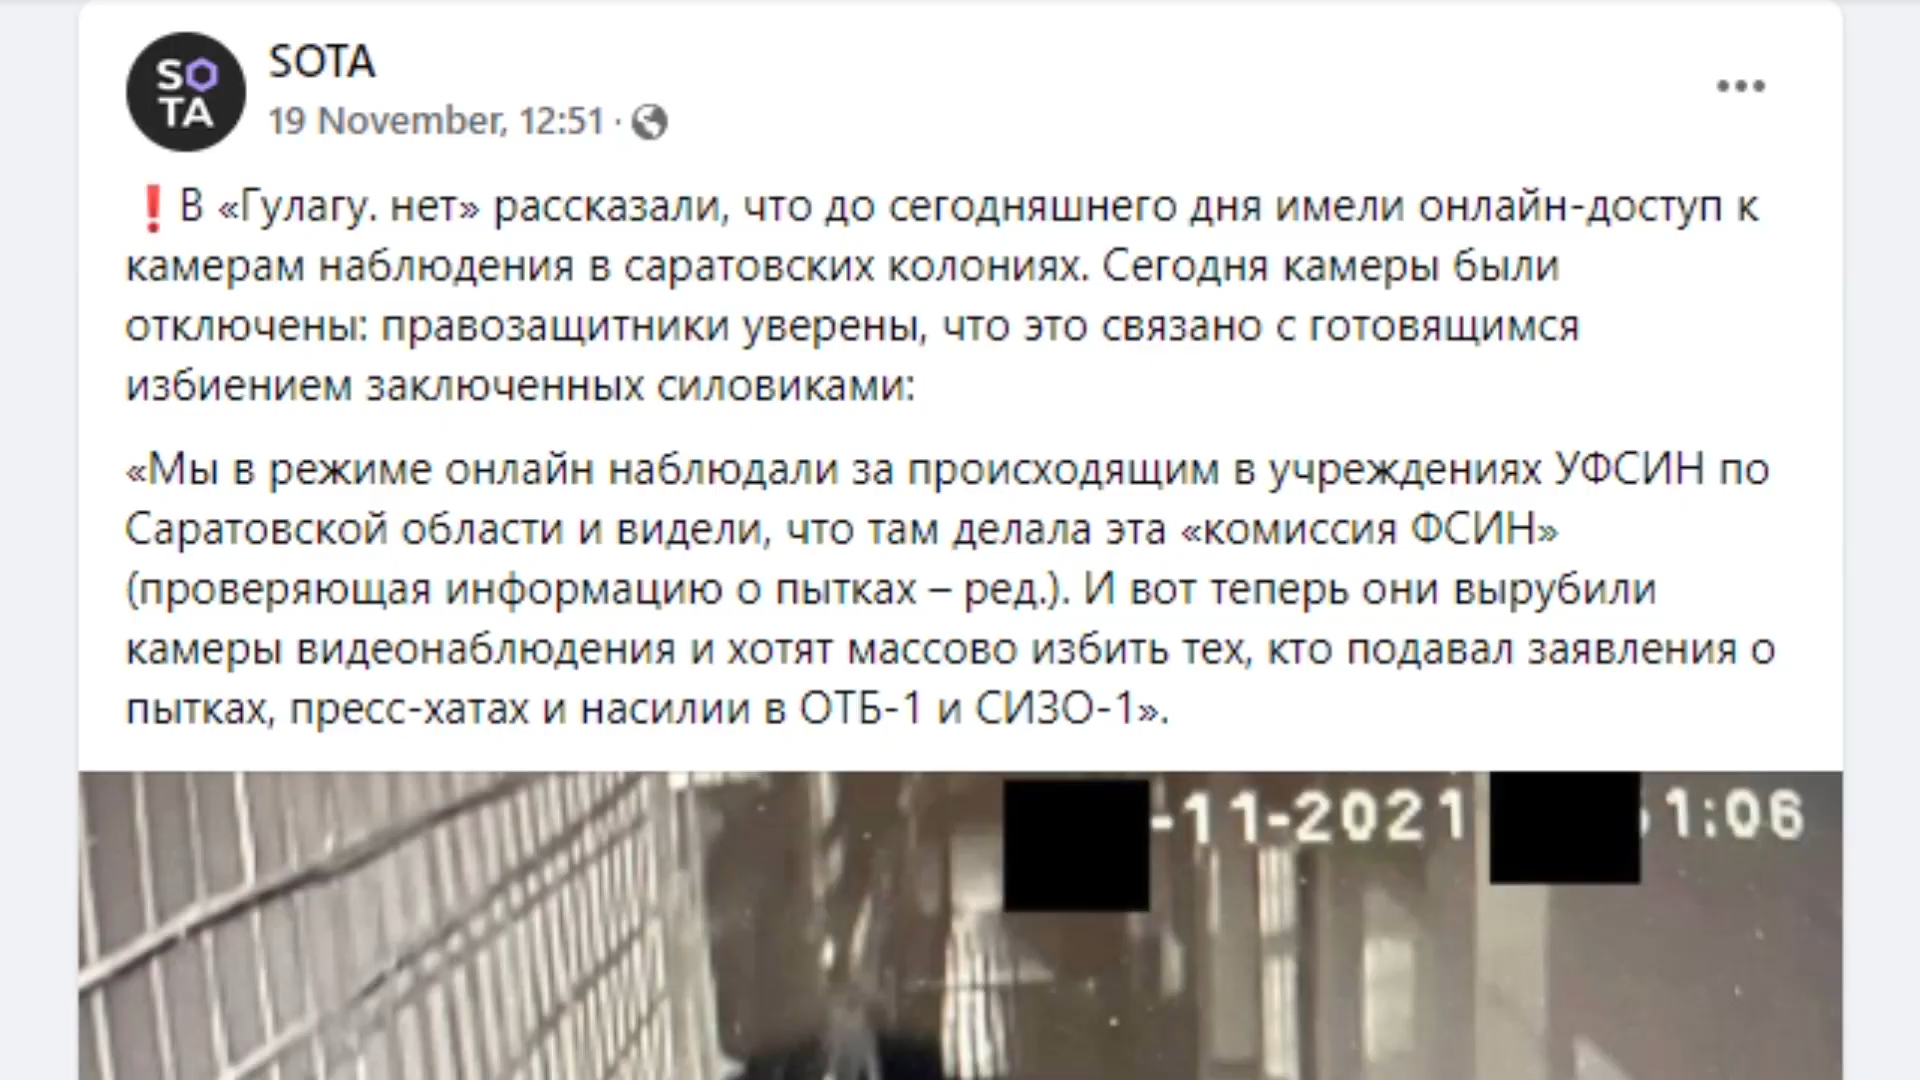 SO
TA
SOTA
19 November, 12:51 ·
❗В «Гулагу. нет» рассказали, что до сегодняшнего дня имели онлайн-доступ к
камерам наблюдения в саратовских колониях. Сегодня камеры были
отключены: правозащитники уверены, что это связано с готовящимся
избиением заключенных силовиками:
«Мы в режиме онлайн наблюдали за происходящим в учреждениях УФСИН по
Саратовской области и видели, что там делала эта «комиссия ФСИН»
(проверяющая информацию о пытках – ред.). И вот теперь они вырубили
камеры видеонаблюдения и хотят массово избить тех, кто подавал заявления о
пытках, пресс-хатах и насилии в ОТБ-1 и СИЗО-1».
-11-2021 1:06